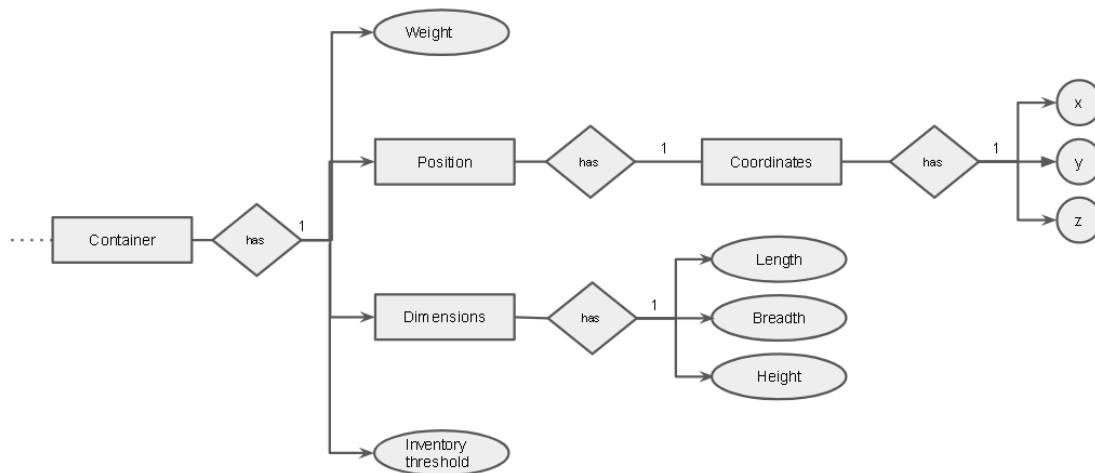 Weight
x
Position
has
1
Coordinates
has
1
y
z
Container
has
1
Length
Dimensions
has
1
Breadth
Height
Inventory
threshold